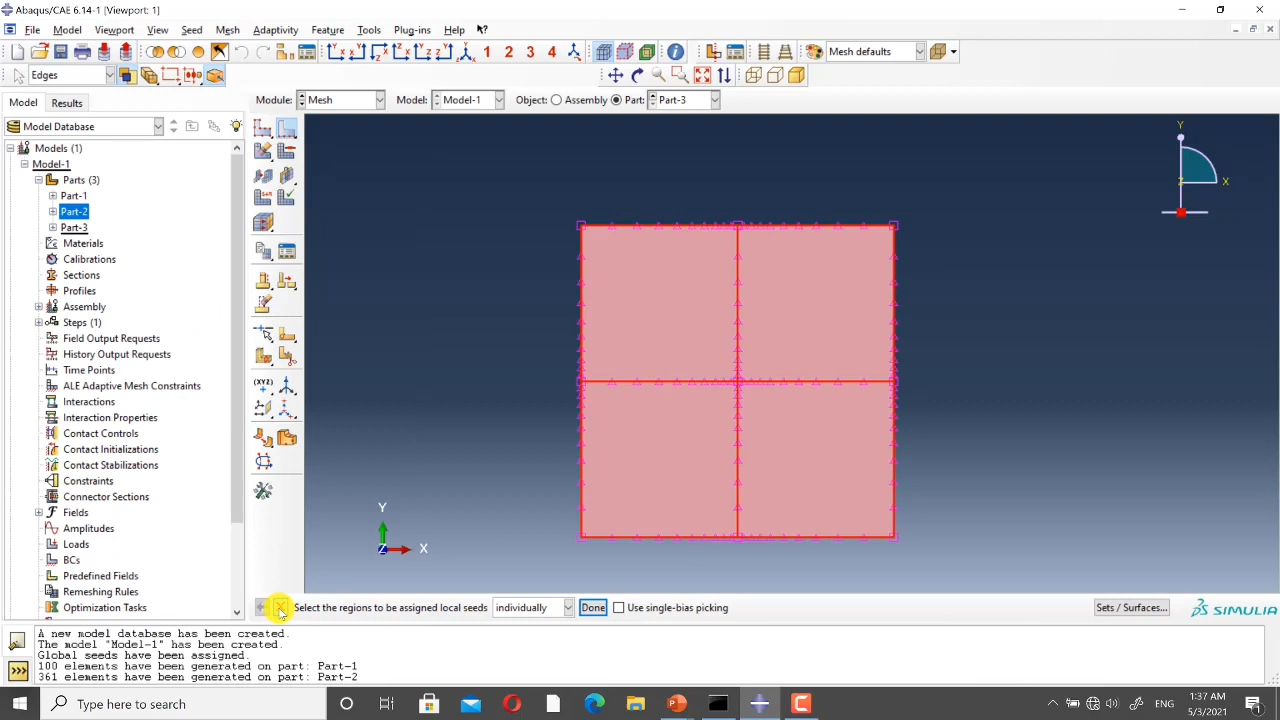 Abaqus/CAE 6.14-1 [Viewport: 1]
File Model Viewport View Seed Mesh Adaptivity Feature Tools Plug-ins Help
1 2 3 4 Mesh defaults
Edges
Model Results Module: Mesh Model: Model-1 Object: Assembly Part: Part-3
Model Database
Models (1)
Model-1
Parts (3)
Part-1
Part-2
Part-3
Materials
Calibrations
Sections
Profiles
Assembly
Steps (1)
Field Output Requests
History Output Requests
Time Points
ALE Adaptive Mesh Constraints
Interactions
Interaction Properties
Contact Controls
Contact Initializations
Contact Stabilizations
Constraints
Connector Sections
Fields
Amplitudes
Loads
BCs
Predefined Fields
Remeshing Rules
Optimization Tasks
(XYZ)
Y
X
Z
Y
X
Z
Select the regions to be assigned local seeds individually Done Use single-bias picking Sets / Surfaces... SIMULIA
A new model database has been created.
The model "Model-1" has been created.
Global seeds have been assigned.
100 elements have been generated on part: Part-1
361 elements have been generated on part: Part-2
>>>
Type here to search
ENG
1:37 AM
5/3/2021